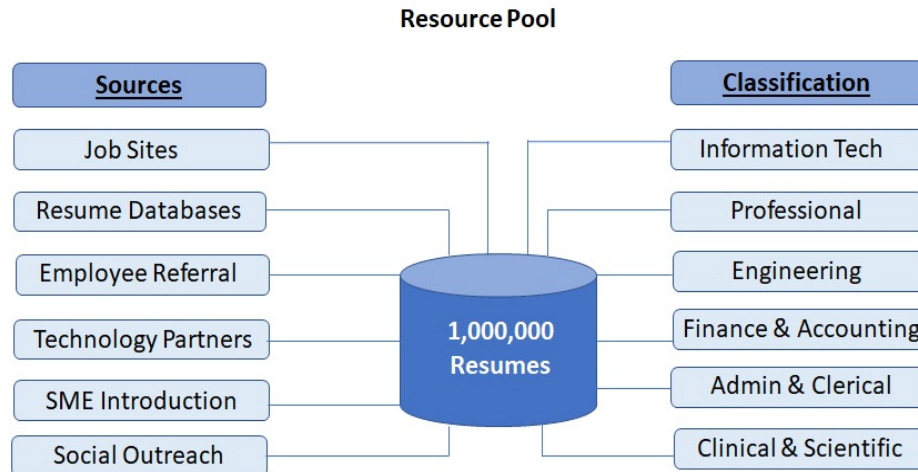 Resource Pool
Sources
Job Sites
Resume Databases
Employee Referral
Technology Partners
SME Introduction
Social Outreach
1,000,000
Resumes
Classification
Information Tech
Professional
Engineering
Finance & Accounting
Admin & Clerical
Clinical & Scientific